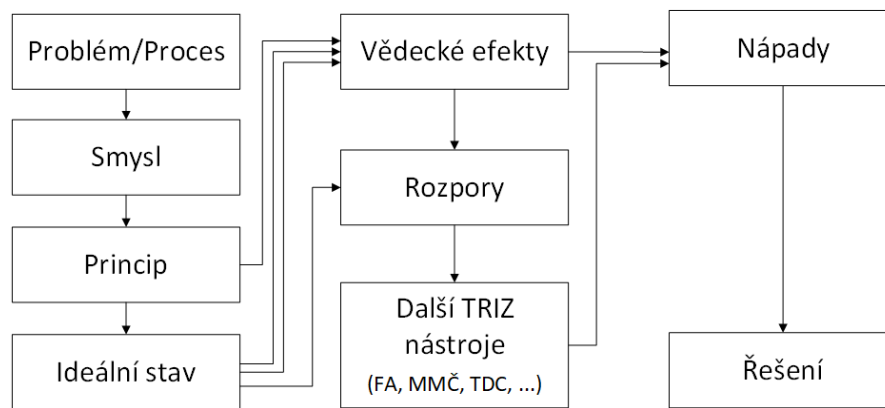 Problém/Proces
Smysl
Princip
Ideální stav
Vědecké efekty
Rozpory
Další TRIZ
nástroje
(FA, MMČ, TDC, ...)
Nápady
Řešení